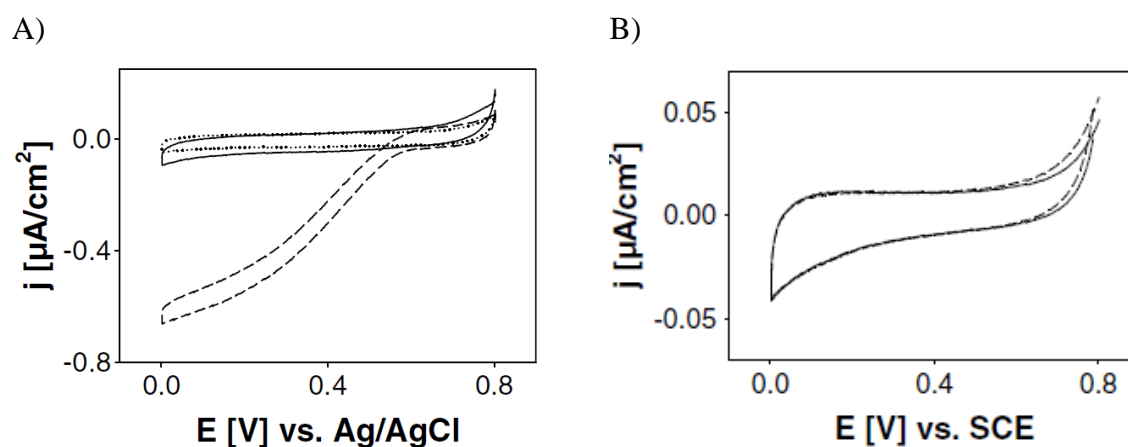 A)
0.0
-0.4
-0.8
j [µA/cm²]
0.0 0.4 0.8
E [V] vs. Ag/AgCl
B)
0.05
0.00
-0.05
j [µA/cm²]
0.0 0.4 0.8
E [V] vs. SCE